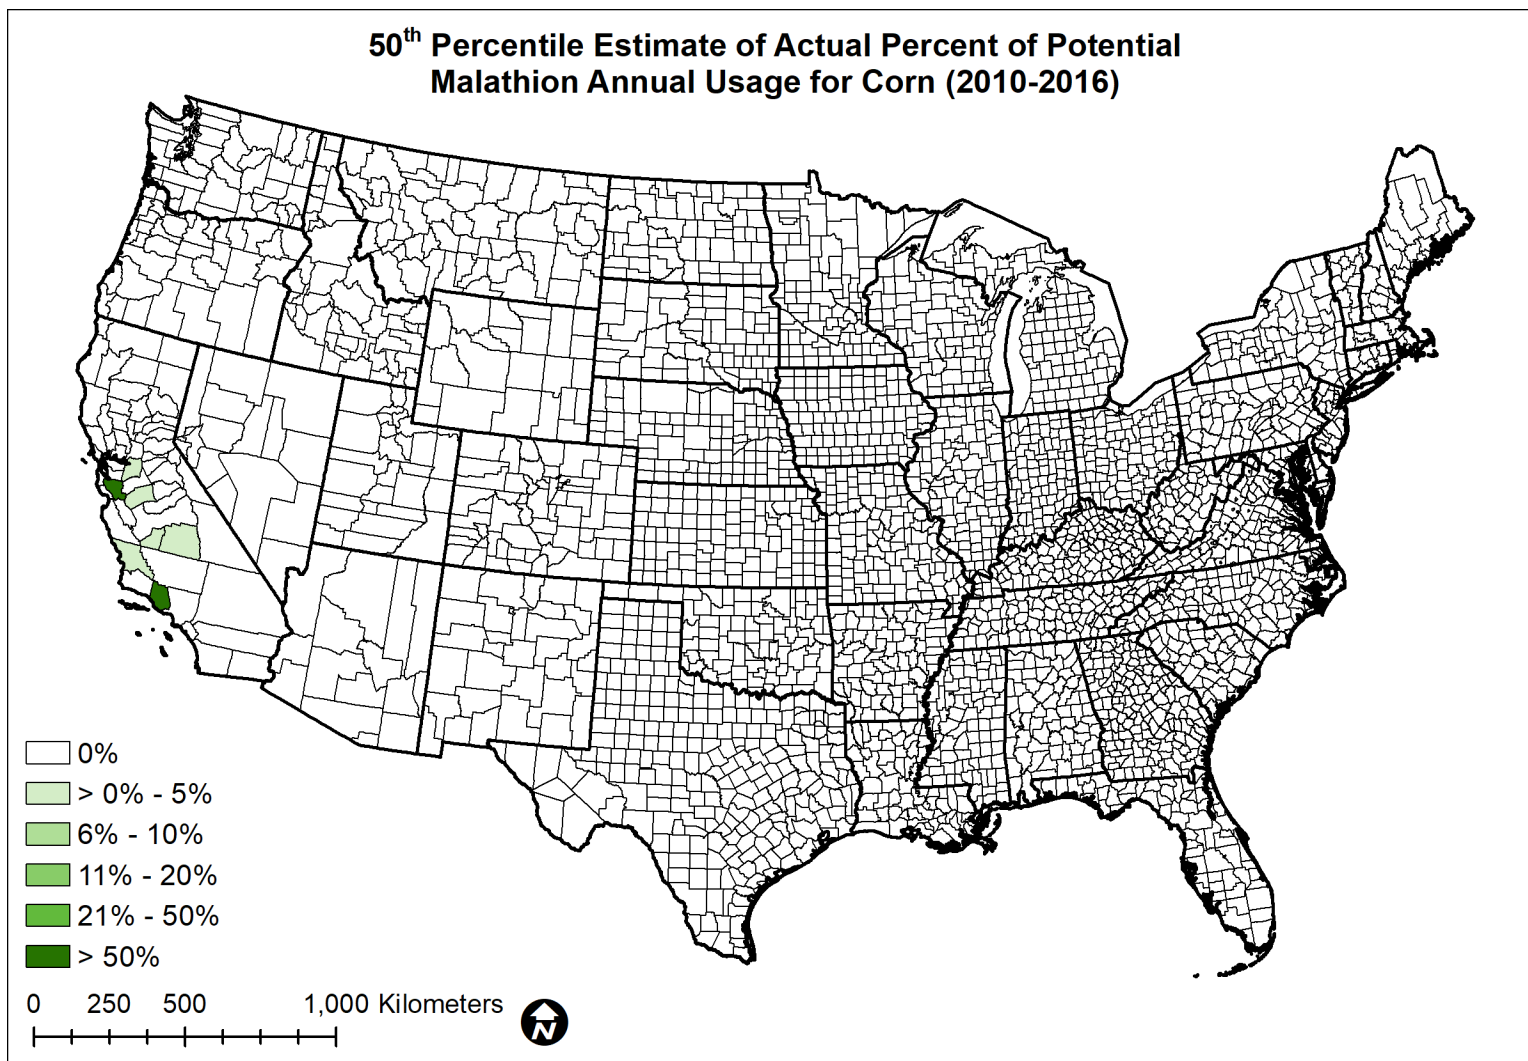 50th Percentile Estimate of Actual Percent of Potential
Malathion Annual Usage for Corn (2010-2016)
0%
> 0% - 5%
6% - 10%
11% - 20%
21% - 50%
> 50%
0 250 500 1,000 Kilometers
N